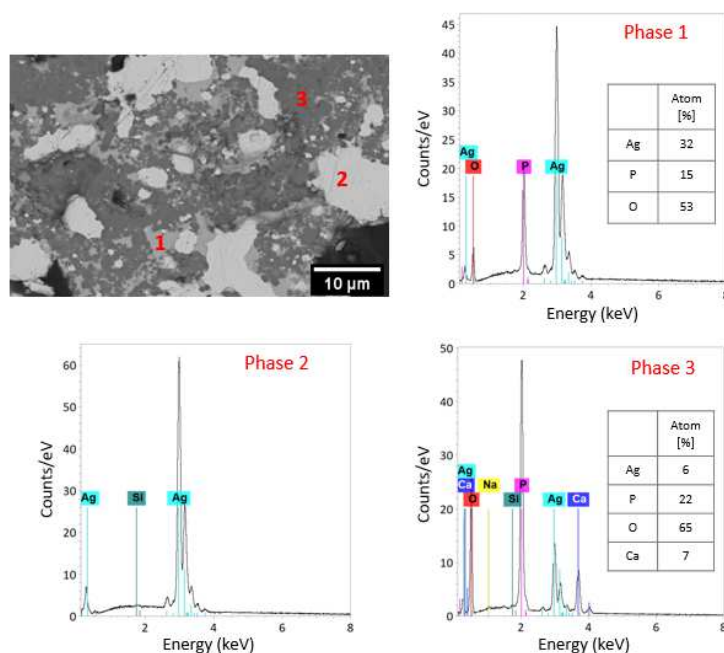 3
2
1
10 µm
Phase 1
Counts/eV
45
40
35
30
25
20
15
10
5
0
Ag
O
P
Ag
2 4 6 8
Energy (keV)
Atom
[%]
Ag 32
P 15
O 53
Phase 2
Counts/eV
60
50
40
30
20
10
0
Ag
Si
Ag
2 4 6 8
Energy (keV)
Phase 3
Counts/eV
50
40
30
20
10
0
Ag
Ca
Na
O
Si
P
Ag
Ca
2 4 6 8
Energy (keV)
Atom
[%]
Ag 6
P 22
O 65
Ca 7